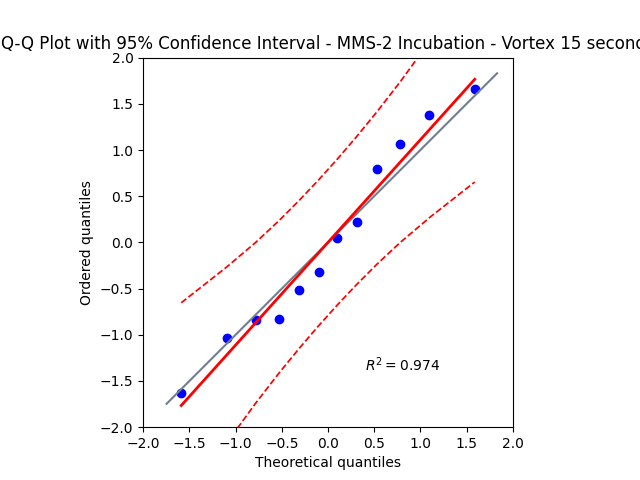 Q-Q Plot with 95% Confidence Interval - MMS-2 Incubation - Vortex 15
Ordered quantiles
2.0
1.5
1.0
0.5
0.0
−0.5
−1.0
−1.5
−2.0
R² = 0.974
−2.0 −1.5 −1.0 −0.5 0.0 0.5 1.0 1.5 2.0
Theoretical quantiles